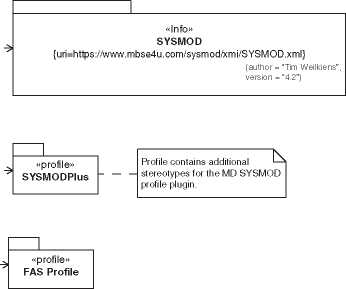 «Info»
SYSMOD
{uri=https://www.mbse4u.com/sysmod/xmi/SYSMOD.xml}
{author = "Tim Weilkiens",
version = "4.2"}
«profile»
SYSMODPlus
Profile contains additional
stereotypes for the MD SYSMOD
profile plugin.
«profile»
FAS Profile